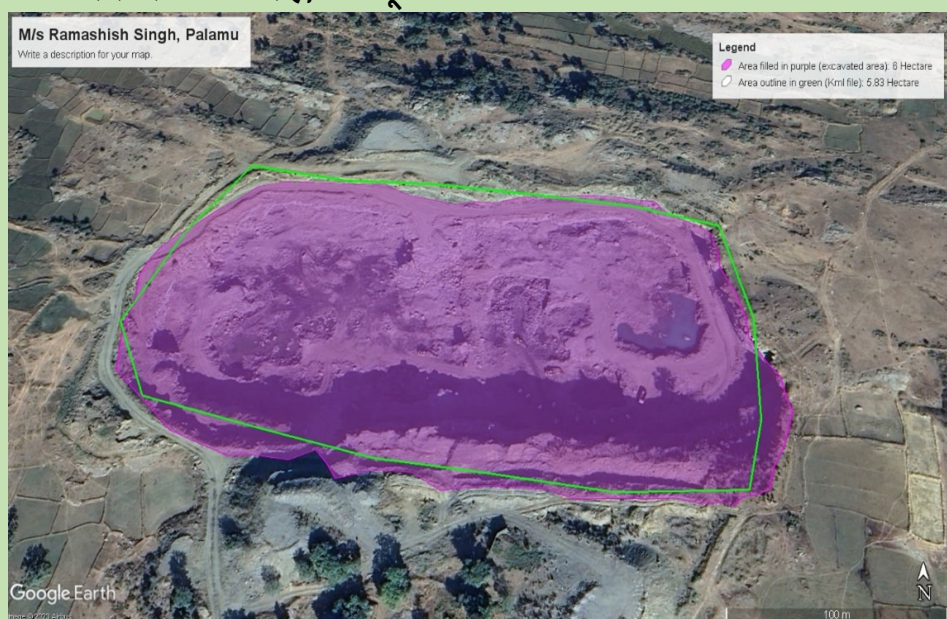 M/s Ramashish Singh, Palamu
Write a description for your map.
Legend
Area filled in purple (excavated area): 6 Hectare
Area outline in green (Kml file): 5.83 Hectare
Google Earth
N
100 m